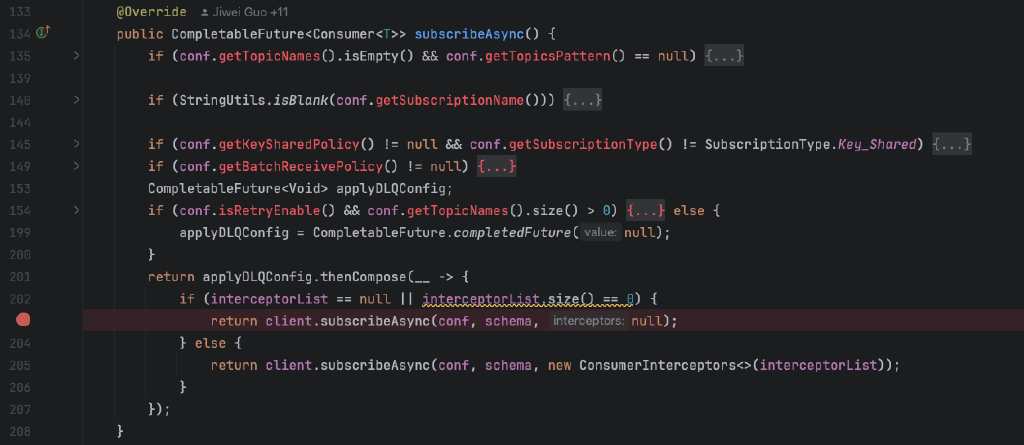 133 @Override Jiwei Guo +11
134 public CompletableFuture<Consumer<T>> subscribeAsync() {
135 if (conf.getTopicNames().isEmpty() && conf.getTopicsPattern() == null) {...}
139
140 if (StringUtils.isBlank(conf.getSubscriptionName())) {...}
144
145 if (conf.getKeySharedPolicy() != null && conf.getSubscriptionType() != SubscriptionType.Key_Shared) {...}
149 if (conf.getBatchReceivePolicy() != null) {...}
153 CompletableFuture<Void> applyDLQConfig;
154 if (conf.isRetryEnable() && conf.getTopicNames().size() > 0) {...} else {
199 applyDLQConfig = CompletableFuture.completedFuture( value: null);
200 }
201 return applyDLQConfig.thenCompose(__ -> {
202 if (interceptorList == null || interceptorList.size() == 0) {
return client.subscribeAsync(conf, schema, interceptors: null);
204 } else {
205 return client.subscribeAsync(conf, schema, new ConsumerInterceptors<>(interceptorList));
206 }
207 });
208 }